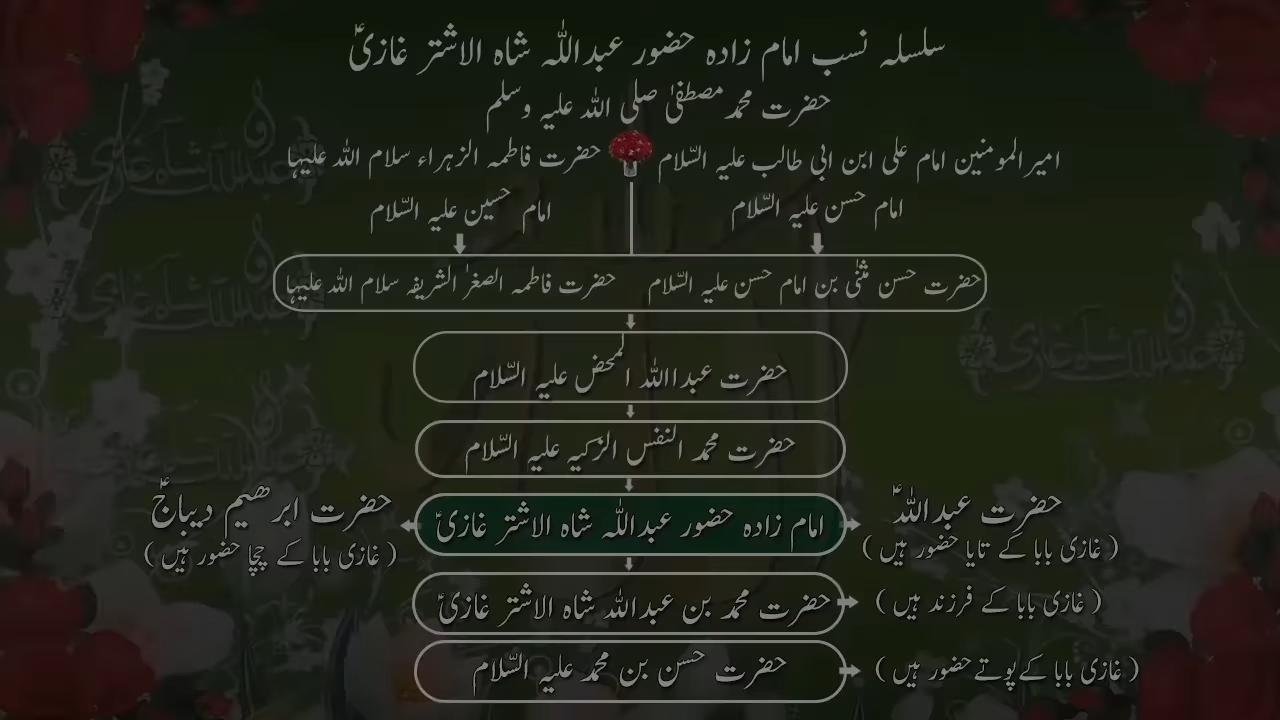 سلسلہ نسب امام زادہ حضور عبداللہ شاہ الاشتر غازیؑ
حضرت محمد مصطفیٰ صلی اللہ علیہ وسلم
امیر المومنین امام علی ابن ابی طالب علیہ السّلام حضرت فاطمہ الزہراء سلام اللہ علیہا
امام حسن علیہ السّلام امام حسین علیہ السّلام
حضرت حسن مثنٰی بن امام حسن علیہ السّلام حضرت فاطمہ الصغریٰ الشریفہ سلام اللہ علیہا
حضرت عبداللہ المحض علیہ السّلام
حضرت محمد النفس الزکیہ علیہ السّلام
حضرت عبداللہؑ امام زادہ حضور عبداللہ شاہ الاشتر غازیؑ حضرت ابرھیم دیباجؑ
( غازی بابا کے تایا حضور ہیں ) ( غازی بابا کے چچا حضور ہیں )
حضرت محمد بن عبداللہ شاہ الاشتر غازیؑ ( غازی بابا کے فرزند ہیں )
حضرت حسن بن محمد علیہ السّلام ( غازی بابا کے پوتے حضور ہیں )